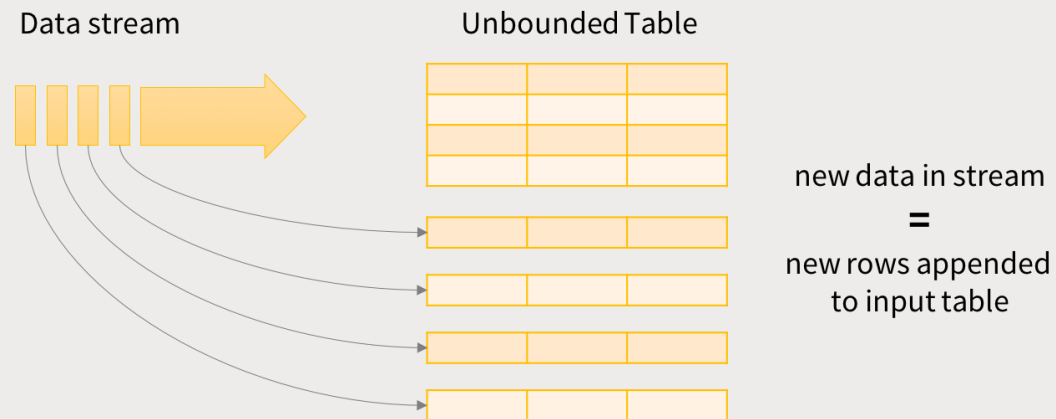 Data stream
Unbounded Table
new data in stream
=
new rows appended
to input table